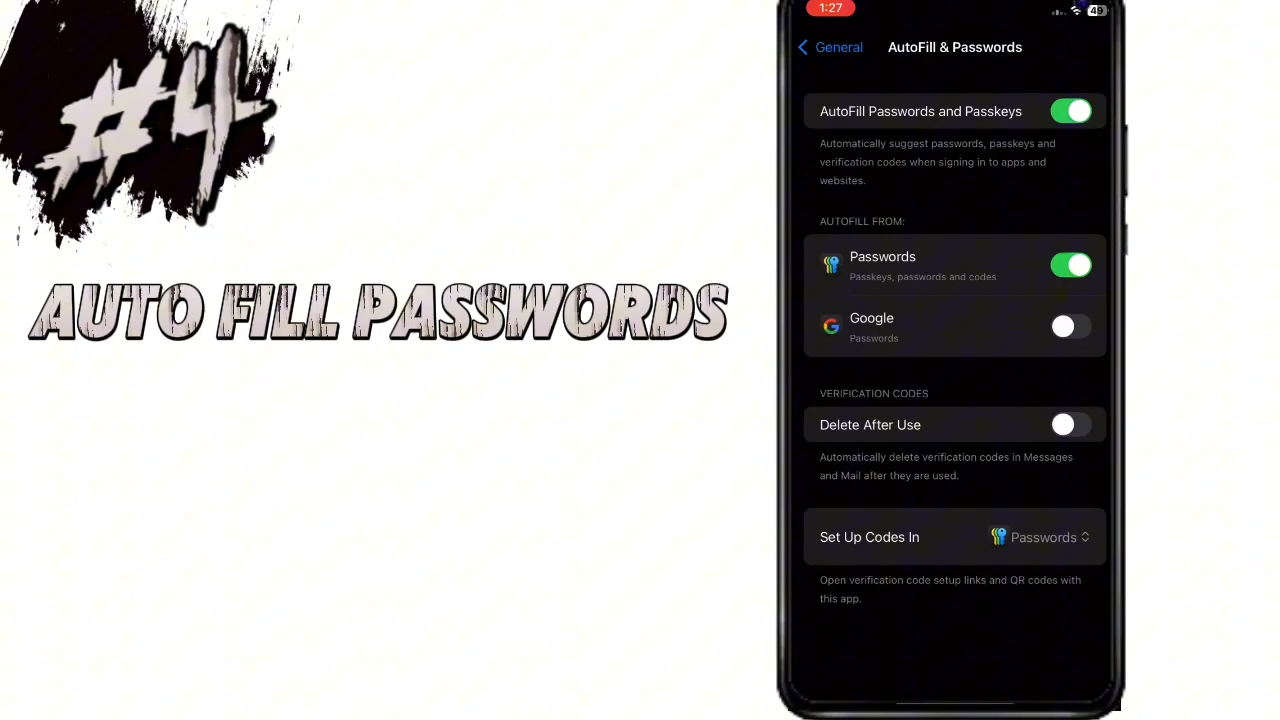 #4
AUTO FILL PASSWORDS
1:27
49
General
AutoFill & Passwords
AutoFill Passwords and Passkeys
Automatically suggest passwords, passkeys and
verification codes when signing in to apps and
websites.
AUTOFILL FROM:
Passwords
Passkeys, passwords and codes
Google
Passwords
VERIFICATION CODES
Delete After Use
Automatically delete verification codes in Messages
and Mail after they are used.
Set Up Codes In Passwords
Open verification code setup links and QR codes with
this app.